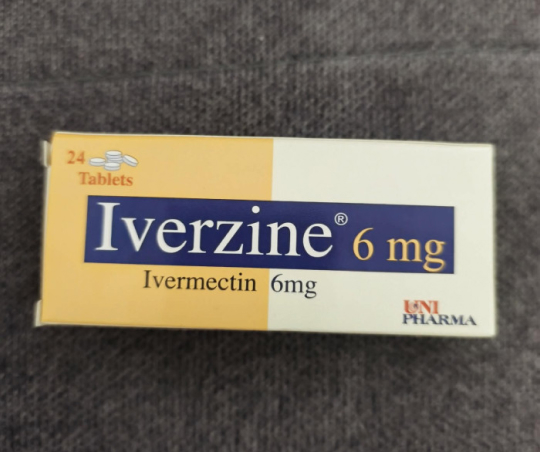 24
Tablets
Iverzine® 6 mg
Ivermectin 6mg
UNI
PHARMA